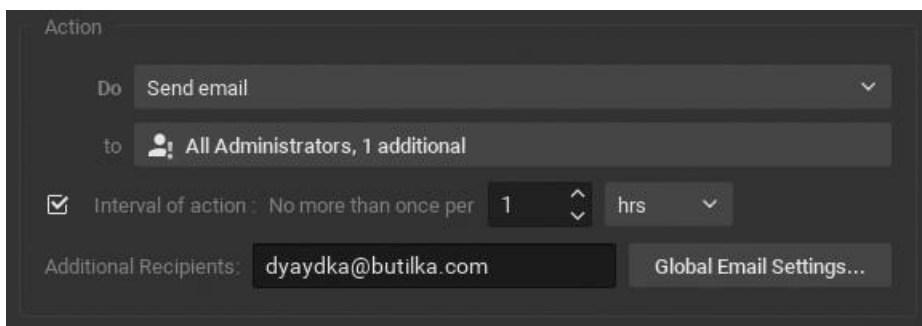 Action
Do Send email
to All Administrators, 1 additional
Interval of action : No more than once per 1 hrs
Additional Recipients: dyaydka@butilka.com Global Email Settings...